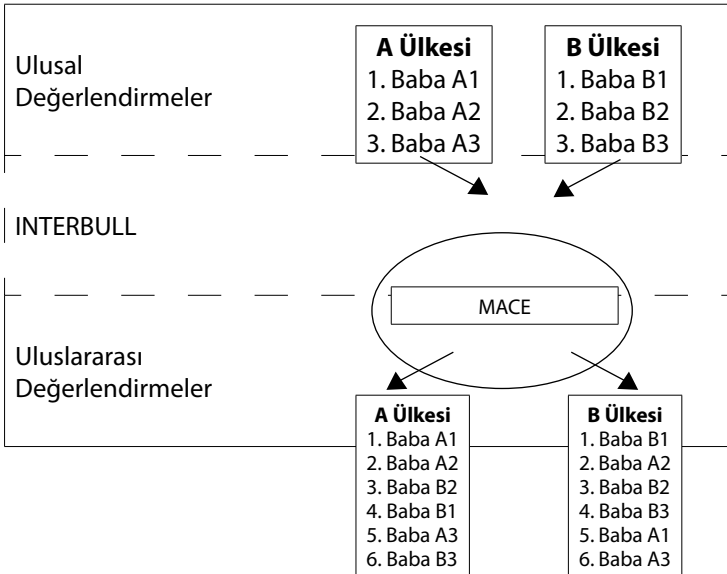 Ulusal
Değerlendirmeler
A Ülkesi
1. Baba A1
2. Baba A2
3. Baba A3
B Ülkesi
1. Baba B1
2. Baba B2
3. Baba B3
INTERBULL
MACE
Uluslararası
Değerlendirmeler
A Ülkesi
1. Baba A1
2. Baba A2
3. Baba B2
4. Baba B1
5. Baba A3
6. Baba B3
B Ülkesi
1. Baba B1
2. Baba A2
3. Baba B2
4. Baba B3
5. Baba A1
6. Baba A3